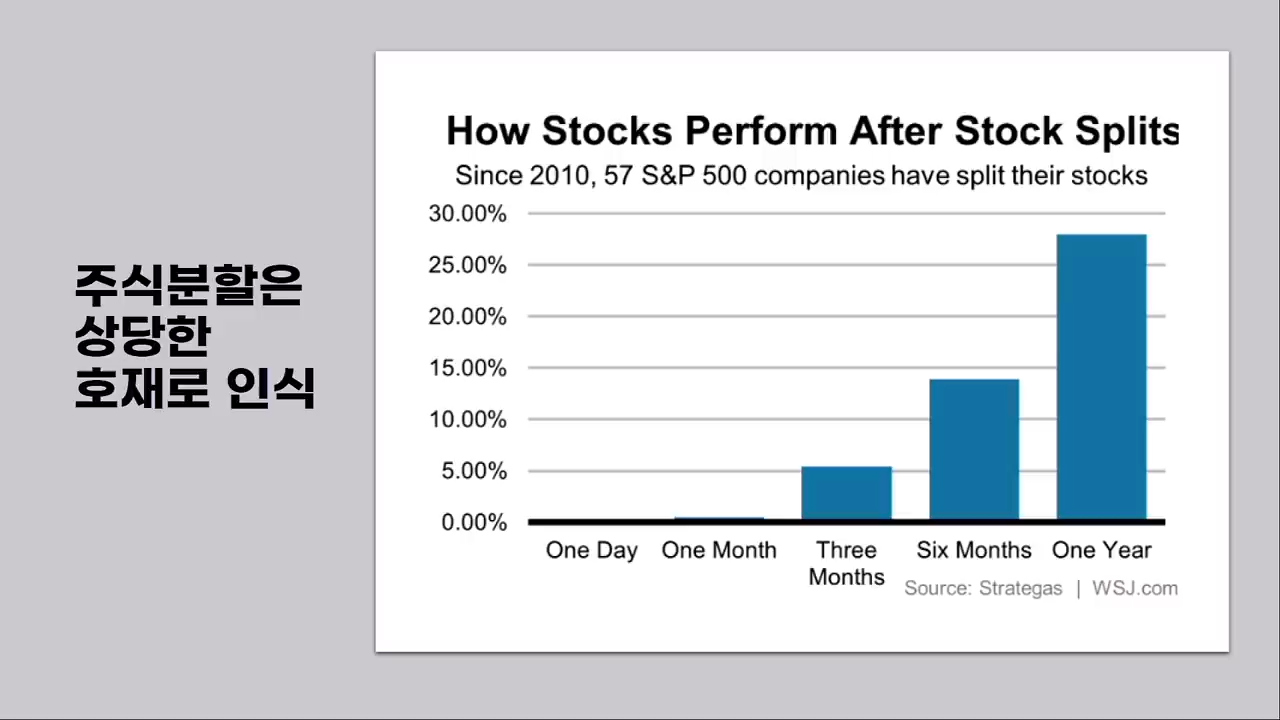 주식분할은
상당한
호재로 인식
How Stocks Perform After Stock Splits
Since 2010, 57 S&P 500 companies have split their stocks
30.00%
25.00%
20.00%
15.00%
10.00%
5.00%
0.00%
One Day One Month Three Six Months One Year
Months
Source: Strategas | WSJ.com